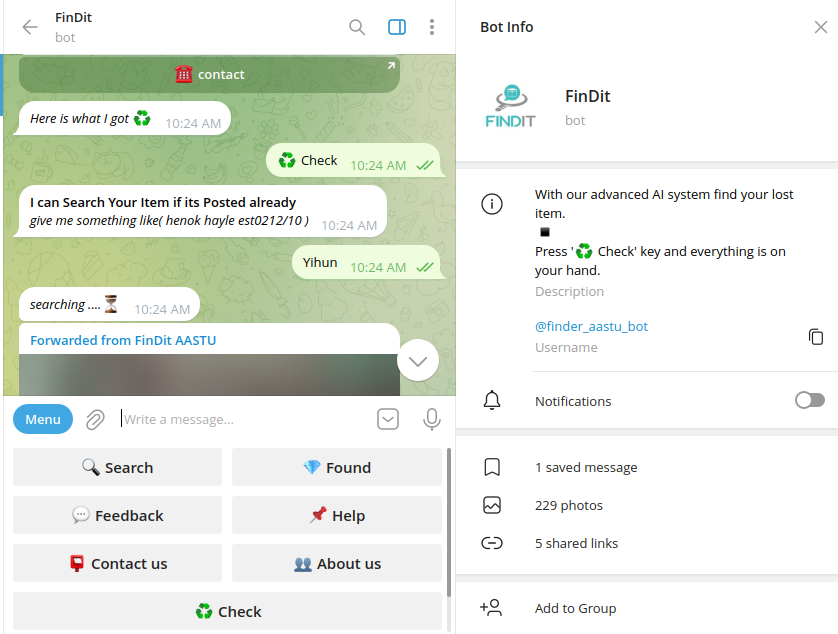 FinDit
bot
contact
Here is what I got
10:24 AM
Check
10:24 AM
I can Search Your Item if its Posted already
give me something like( henok hayle est0212/10 )
10:24 AM
Yihun
10:24 AM
searching ....
10:24 AM
Forwarded from FinDit AASTU
Menu
Write a message...
Search
Found
Feedback
Help
Contact us
About us
Check
Bot Info
FINDIT
FinDit
bot
With our advanced AI system find your lost
item.
Press '♻️ Check' key and everything is on
your hand.
Description
@finder_aastu_bot
Username
Notifications
1 saved message
229 photos
5 shared links
Add to Group